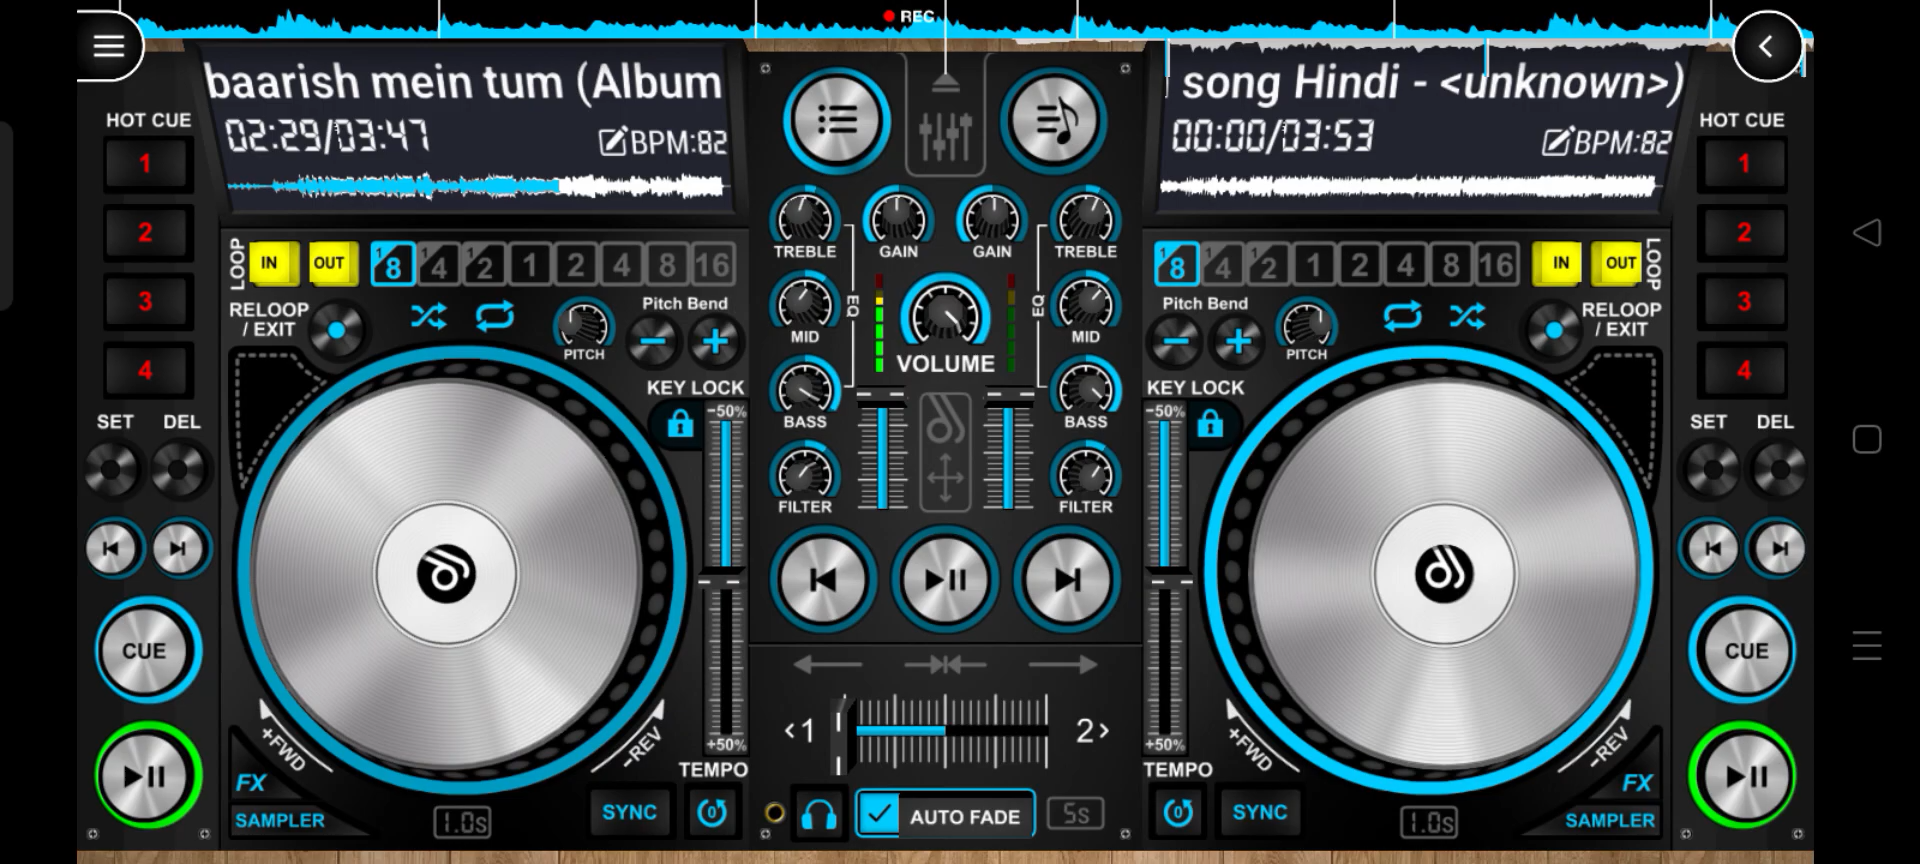 REC
baarish mein tum (Album
02:29/03:47
BPM:82
song Hindi - <unknown>)
00:00/03:53
BPM:82
HOT CUE
1
2
3
4
SET DEL
CUE
LOOP
IN OUT
1/8 1/4 1/2 1 2 4 8 16
RELOOP
/ EXIT
PITCH
Pitch Bend
KEY LOCK
-50%
+50%
TEMPO
+FWD
-REV
FX
SAMPLER
1.0s
SYNC
0
TREBLE GAIN GAIN TREBLE
EQ EQ
MID MID
VOLUME
BASS BASS
FILTER FILTER
<1 2>
AUTO FADE
5s
1/8 1/4 1/2 1 2 4 8 16
IN OUT
LOOP
Pitch Bend
PITCH
RELOOP
/ EXIT
KEY LOCK
-50%
+50%
TEMPO
+FWD
-REV
0
SYNC
1.0s
FX
SAMPLER
HOT CUE
1
2
3
4
SET DEL
CUE